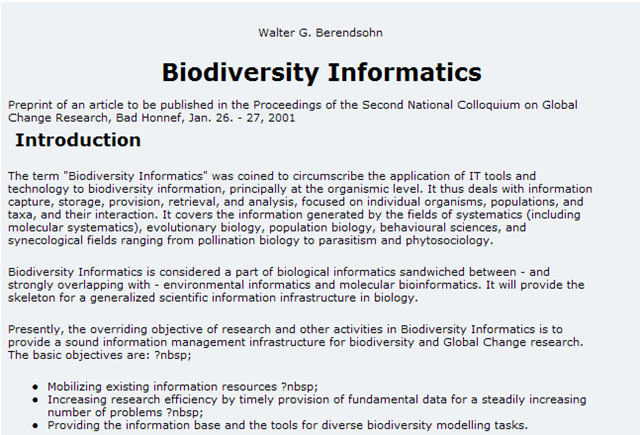 Walter G. Berendsohn
Biodiversity Informatics
Preprint of an article to be published in the Proceedings of the Second National Colloquium on Global
Change Research, Bad Honnef, Jan. 26. - 27, 2001
Introduction
The term "Biodiversity Informatics" was coined to circumscribe the application of IT tools and
technology to biodiversity information, principally at the organismic level. It thus deals with information
capture, storage, provision, retrieval, and analysis, focused on individual organisms, populations, and
taxa, and their interaction. It covers the information generated by the fields of systematics (including
molecular systematics), evolutionary biology, population biology, behavioural sciences, and
synecological fields ranging from pollination biology to parasitism and phytosociology.
Biodiversity Informatics is considered a part of biological informatics sandwiched between - and
strongly overlapping with - environmental informatics and molecular bioinformatics. It will provide the
skeleton for a generalized scientific information infrastructure in biology.
Presently, the overriding objective of research and other activities in Biodiversity Informatics is to
provide a sound information management infrastructure for biodiversity and Global Change research.
The basic objectives are: ?nbsp;
• Mobilizing existing information resources ?nbsp;
• Increasing research efficiency by timely provision of fundamental data for a steadily increasing
number of problems ?nbsp;
• Providing the information base and the tools for diverse biodiversity modelling tasks.